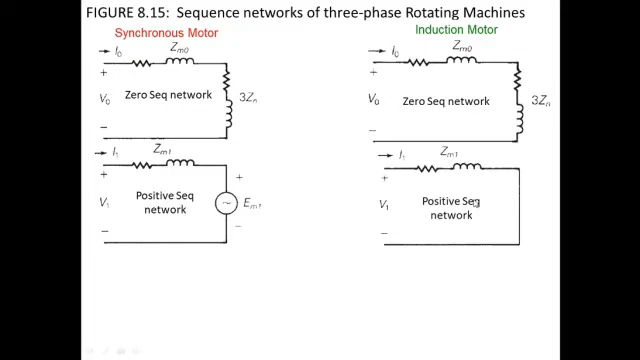 FIGURE 8.15: Sequence networks of three-phase Rotating Machines
Synchronous Motor
I0
Zm0
+
V0
Zero Seq network
3Zn
–
I1
Zm1
+
V1
Positive Seq
network
+
Em1
–
–
Induction Motor
I0
Zm0
+
V0
Zero Seq network
3Zn
–
I1
Zm1
+
V1
Positive Seq
network
–